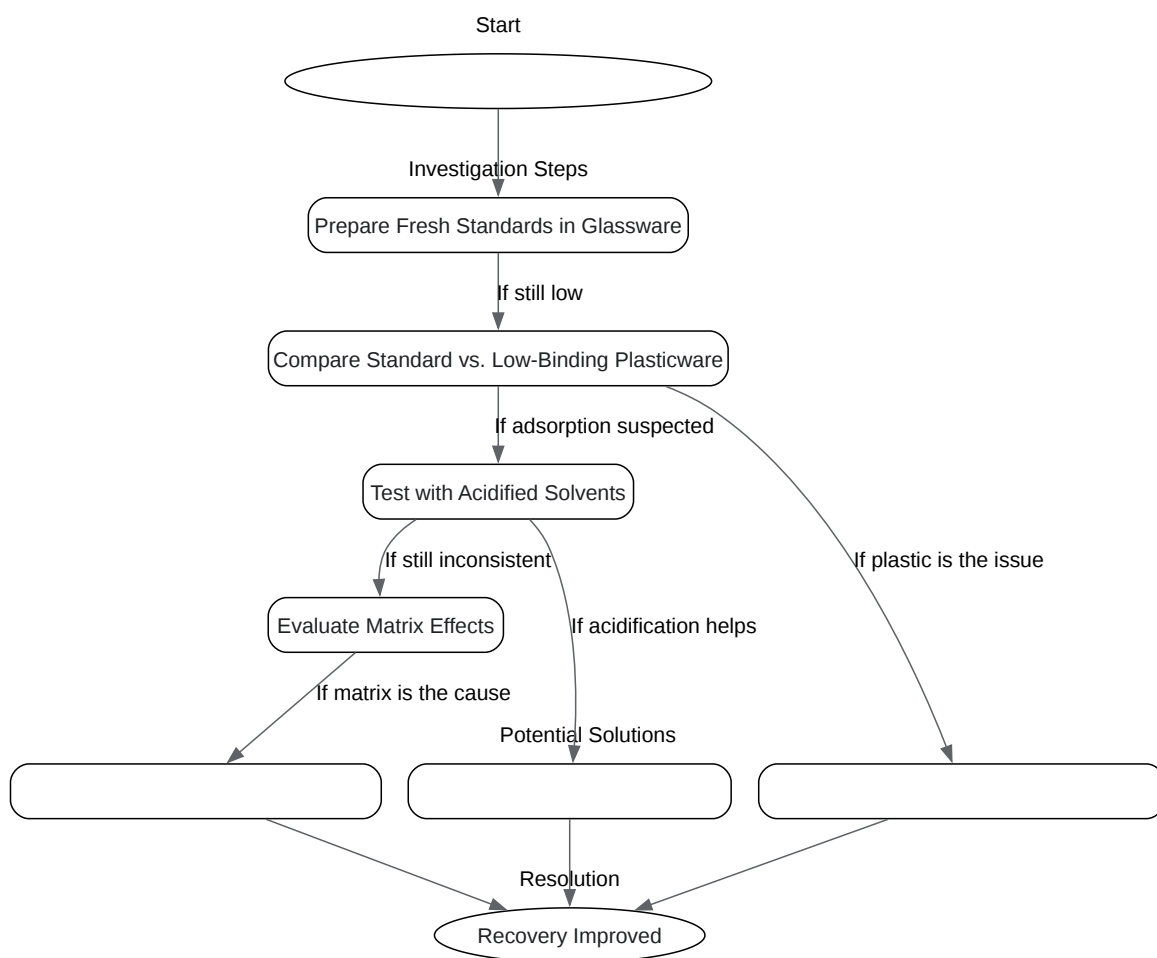 Start
Investigation Steps
Prepare Fresh Standards in Glassware
If still low
Compare Standard vs. Low-Binding Plasticware
If adsorption suspected
Test with Acidified Solvents
If still inconsistent
If plastic is the issue
Evaluate Matrix Effects
If acidification helps
If matrix is the cause
Potential Solutions
Resolution
Recovery Improved